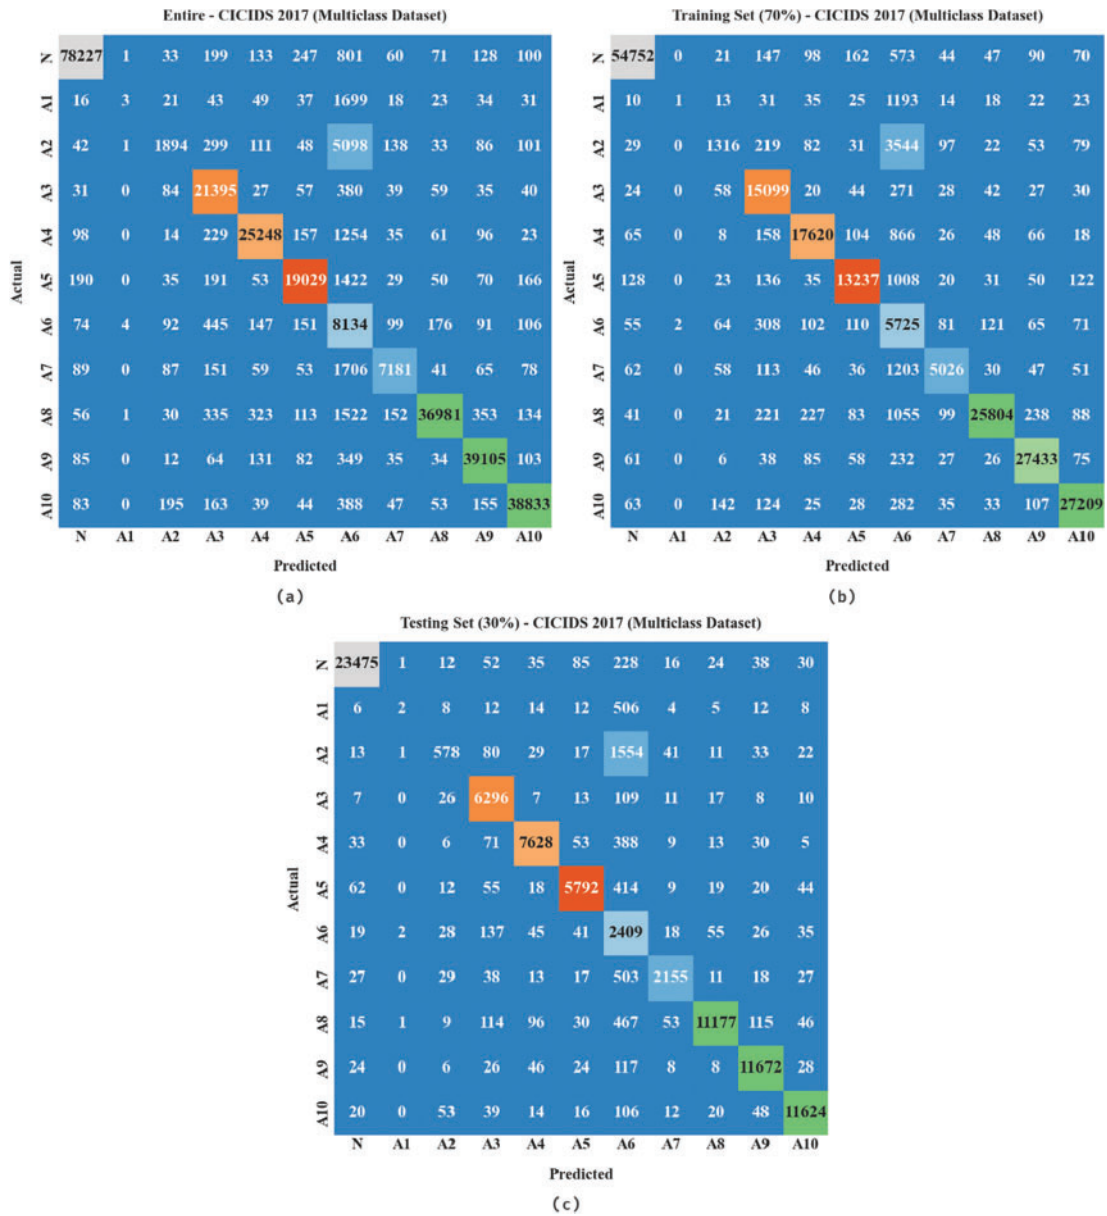 Entire - CICIDS 2017 (Multiclass Dataset)
Actual
N 78227 1 33 199 133 247 801 60 71 128 100
A1 16 3 21 43 49 37 1699 18 23 34 31
A2 42 1 1894 299 111 48 5098 138 33 86 101
A3 31 0 84 21395 27 57 380 39 59 35 40
A4 98 0 14 229 25248 157 1254 35 61 96 23
A5 190 0 35 191 53 19029 1422 29 50 70 166
A6 74 4 92 445 147 151 8134 99 176 91 106
A7 89 0 87 151 59 53 1706 7181 41 65 78
A8 56 1 30 335 323 113 1522 152 36981 353 134
A9 85 0 12 64 131 82 349 35 34 39105 103
A10 83 0 195 163 39 44 388 47 53 155 38833
N A1 A2 A3 A4 A5 A6 A7 A8 A9 A10
Predicted
(a)
Training Set (70%) - CICIDS 2017 (Multiclass Dataset)
Actual
N 54752 0 21 147 98 162 573 44 47 90 70
A1 10 1 13 31 35 25 1193 14 18 22 23
A2 29 0 1316 219 82 31 3544 97 22 53 79
A3 24 0 58 15099 20 44 271 28 42 27 30
A4 65 0 8 158 17620 104 866 26 48 66 18
A5 128 0 23 136 35 13237 1008 20 31 50 122
A6 55 2 64 308 102 110 5725 81 121 65 71
A7 62 0 58 113 46 36 1203 5026 30 47 51
A8 41 0 21 221 227 83 1055 99 25804 238 88
A9 61 0 6 38 85 58 232 27 26 27433 75
A10 63 0 142 124 25 28 282 35 33 107 27209
N A1 A2 A3 A4 A5 A6 A7 A8 A9 A10
Predicted
(b)
Testing Set (30%) - CICIDS 2017 (Multiclass Dataset)
Actual
N 23475 1 12 52 35 85 228 16 24 38 30
A1 6 2 8 12 14 12 506 4 5 12 8
A2 13 1 578 80 29 17 1554 41 11 33 22
A3 7 0 26 6296 7 13 109 11 17 8 10
A4 33 0 6 71 7628 53 388 9 13 30 5
A5 62 0 12 55 18 5792 414 9 19 20 44
A6 19 2 28 137 45 41 2409 18 55 26 35
A7 27 0 29 38 13 17 503 2155 11 18 27
A8 15 1 9 114 96 30 467 53 11177 115 46
A9 24 0 6 26 46 24 117 8 8 11672 28
A10 20 0 53 39 14 16 106 12 20 48 11624
N A1 A2 A3 A4 A5 A6 A7 A8 A9 A10
Predicted
(c)